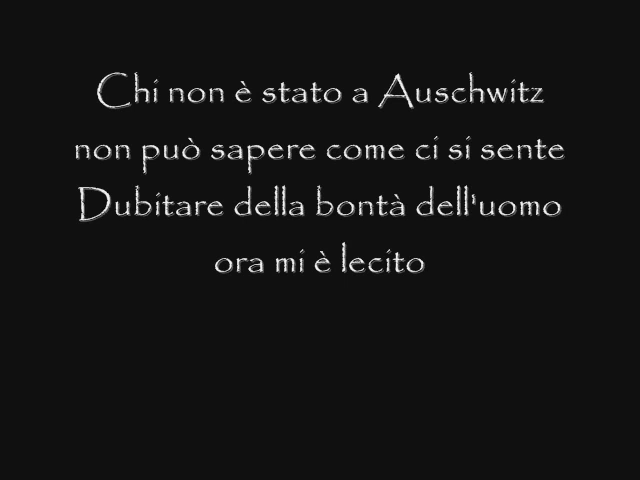 Chi non è stato a Auschwitz
non può sapere come ci si sente
Dubitare della bontà dell'uomo
ora mi è lecito